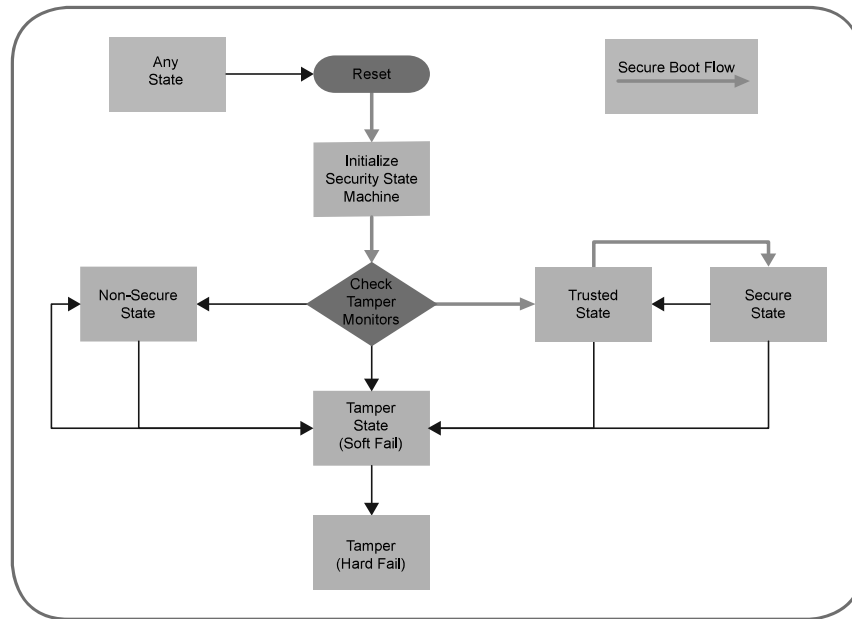 Any
State
Reset
Secure Boot Flow
Initialize
Security State
Machine
Non-Secure
State
Check
Tamper
Monitors
Trusted
State
Secure
State
Tamper
State
(Soft Fail)
Tamper
(Hard Fail)